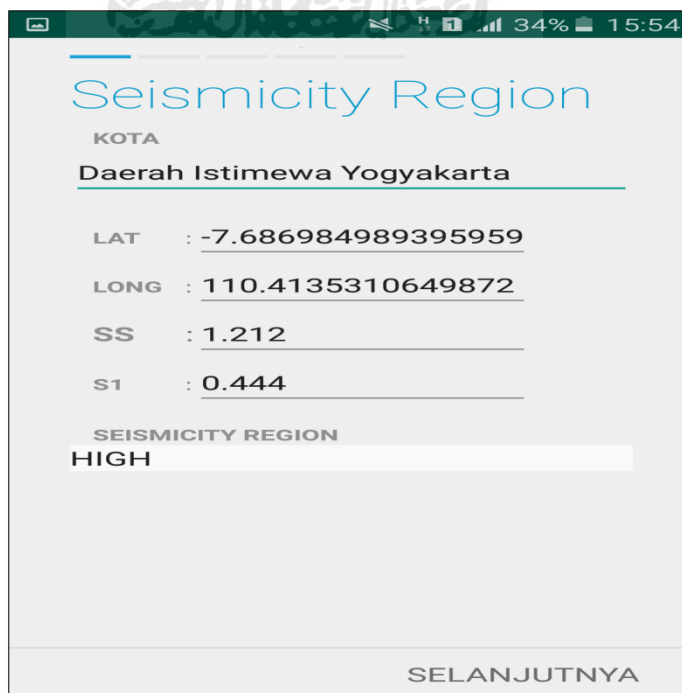 H 1 34% 15:54
Seismicity Region
KOTA
Daerah Istimewa Yogyakarta
LAT : -7.686984989395959
LONG : 110.4135310649872
SS : 1.212
S1 : 0.444
SEISMICITY REGION
HIGH
SELANJUTNYA